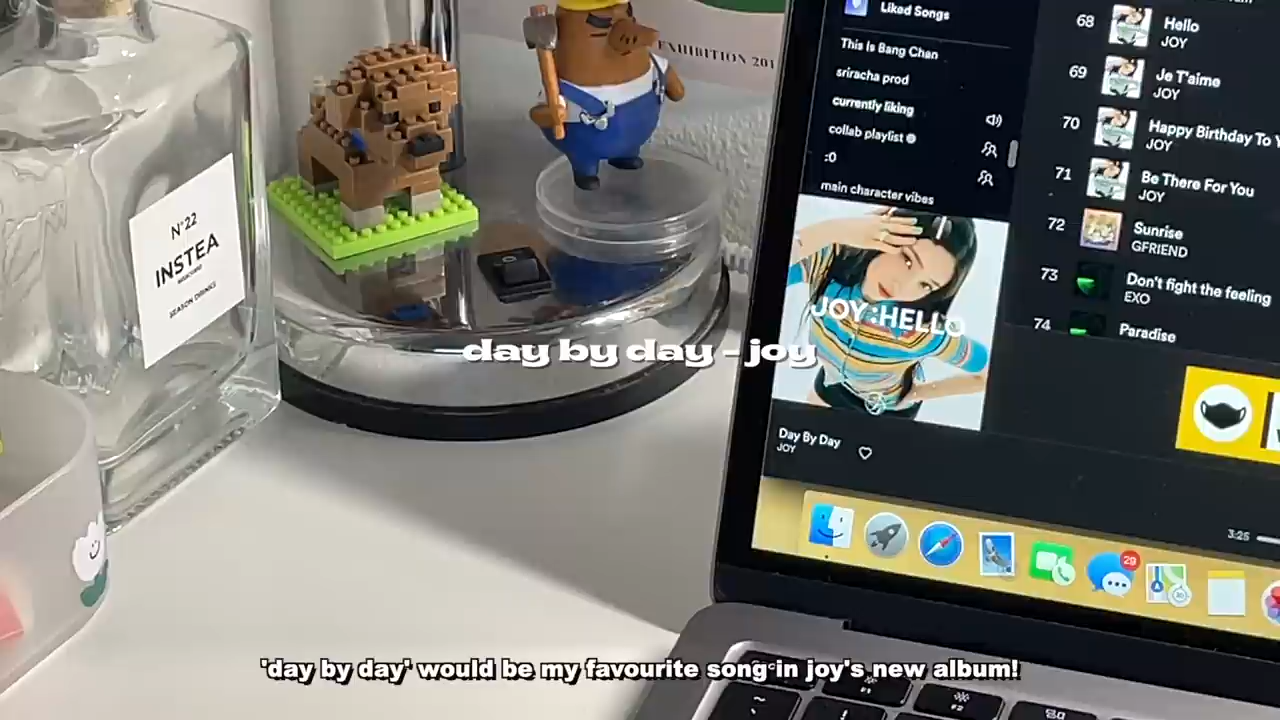 N°22
INSTEA
SEASON DRINKS
EXHIBITION 201
Liked Songs
This is Bang Chan
sriracha prod
currently liking
collab playlist
:0
main character vibes
JOY:HELLO
Day By Day
JOY
68
Hello
JOY
69
Je T'aime
JOY
70
Happy Birthday To Y
JOY
71
Be There For You
JOY
72
Sunrise
GFRIEND
73
Don't fight the feeling
EXO
74
Paradise
3:25
29
F1
F2
day by day - joy
'day by day' would be my favourite song in joy's new album!